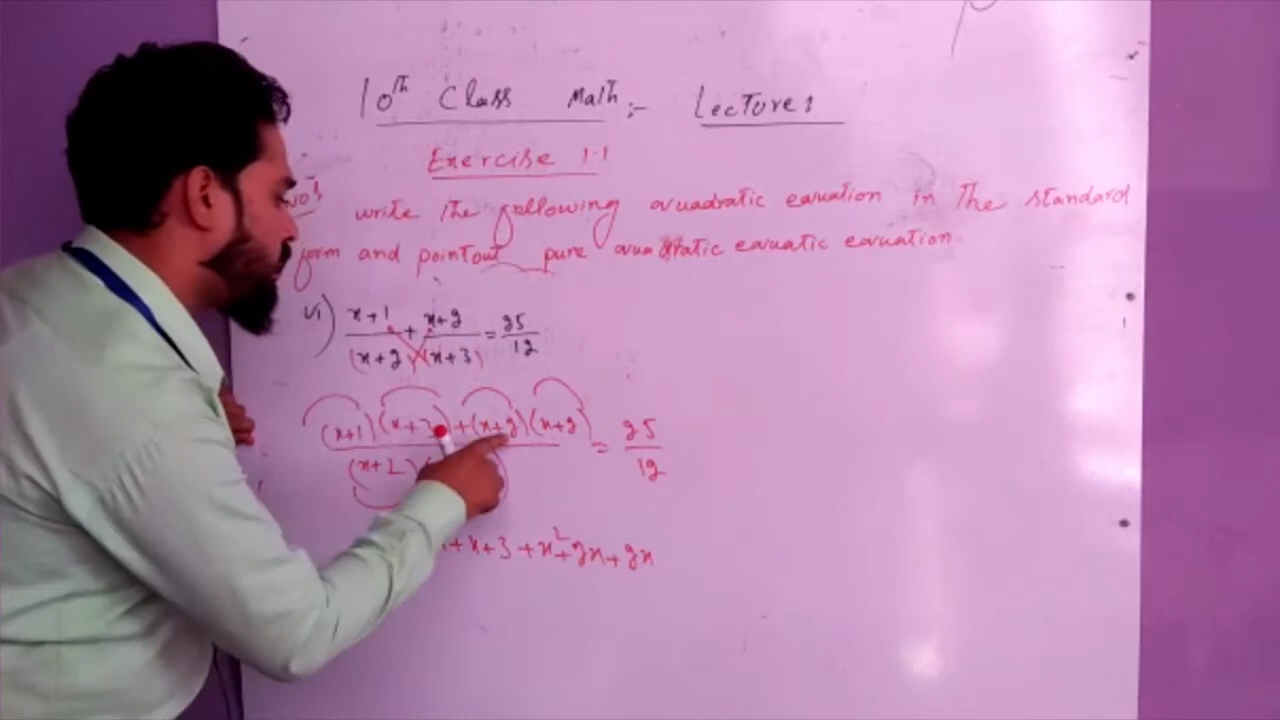 10th Class Math:- Lecture 1
Exercise 1.1
write the following quadratic equation in the standard
form and pointout pure quadratic equatic equation.
vi) x+1/(x+2) + x+2/(x+3) = 25/12
(x+1)(x+3)+(x+2)(x+2)/(x+2)( = 25/12
+x+3+x²+2x+2x